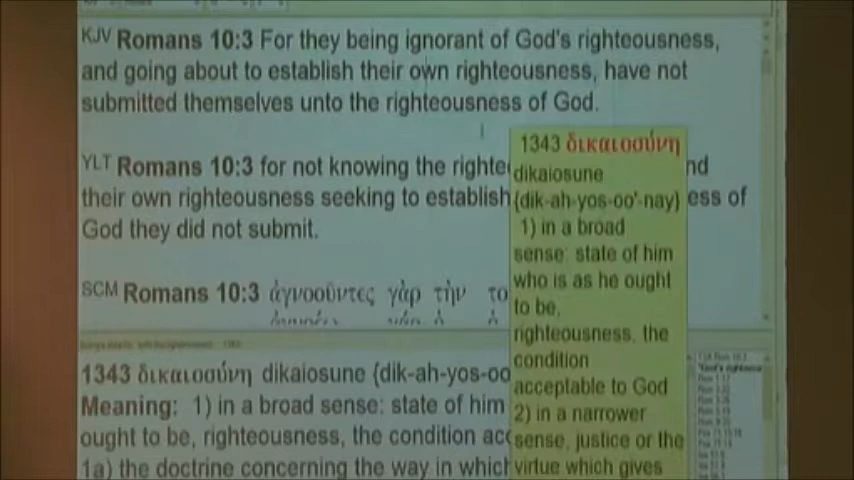 KJV Romans 10:3 For they being ignorant of God's righteousness,
and going about to establish their own righteousness, have not
submitted themselves unto the righteousness of God.
YLT Romans 10:3 for not knowing the righte nd
their own righteousness seeking to establish ess of
God they did not submit.
SCM Romans 10:3 ἀγνοοῦντες γὰρ τὴν το
1343 δικαιοσύνη
dikaiosune
{dik-ah-yos-oo'-nay}
1) in a broad
sense: state of him
who is as he ought
to be,
righteousness, the
condition
acceptable to God
2) in a narrower
sense, justice or the
virtue which gives
1343 δικαιοσύνη dikaiosune {dik-ah-yos-oo
Meaning: 1) in a broad sense: state of him
ought to be, righteousness, the condition acc
1a) the doctrine concerning the way in which